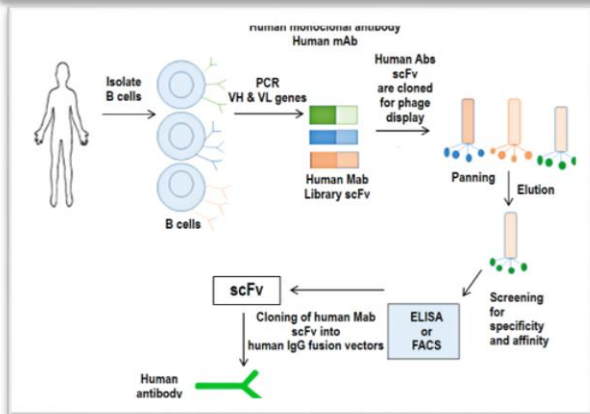 Human monoclonal antibody
Human mAb
Isolate
B cells
B cells
PCR
VH & VL genes
Human Mab
Library scFv
Human Abs
scFv
are cloned
for phage
display
Panning
Elution
Screening
for
specificity
and affinity
ELISA
or
FACS
scFv
Cloning of human Mab
scFv into
human IgG fusion vectors
Human
antibody